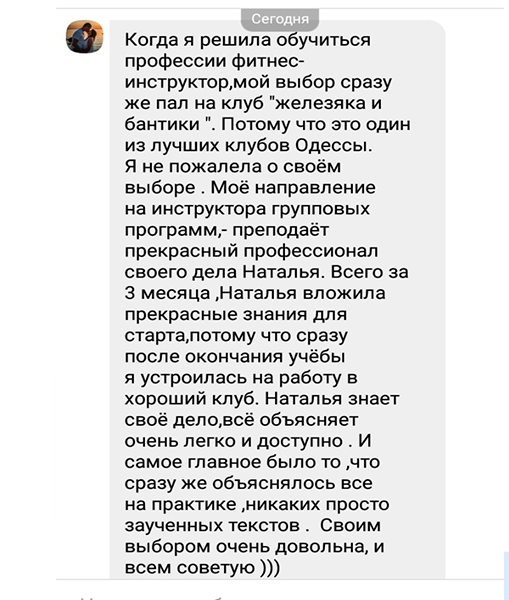 Сегодня
Когда я решила обучиться
профессии фитнес-
инструктор,мой выбор сразу
же пал на клуб "железяка и
бантики ". Потому что это один
из лучших клубов Одессы.
Я не пожалела о своём
выборе . Моё направление
на инструктора групповых
программ,- преподаёт
прекрасный профессионал
своего дела Наталья. Всего за
3 месяца ,Наталья вложила
прекрасные знания для
старта,потому что сразу
после окончания учёбы
я устроилась на работу в
хороший клуб. Наталья знает
своё дело,всё объясняет
очень легко и доступно . И
самое главное было то ,что
сразу же объяснялось все
на практике ,никаких просто
заученных текстов .  Своим
выбором очень довольна, и
всем советую )))